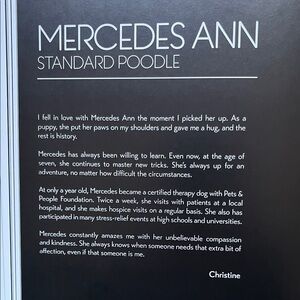 MERCEDES ANN
STANDARD POODLE
I fell in love with Mercedes Ann the moment I picked her up. As a
puppy, she put her paws on my shoulders and gave me a hug, and the
rest is history.
Mercedes has always been willing to learn. Even now, at the age of
seven, she continues to master new tricks. She's always up for an
adventure, no matter how difficult the circumstances.
At only a year old, Mercedes became a certified therapy dog with Pets &
People Foundation. Twice a week, she visits with patients at a local
hospital, and she makes hospice visits on a regular basis. She also has
participated in many stress-relief events at high schools and universities.
Mercedes constantly amazes me with her unbelievable compassion
and kindness. She always knows when someone needs that extra bit of
affection, even if that someone is me.
Christine